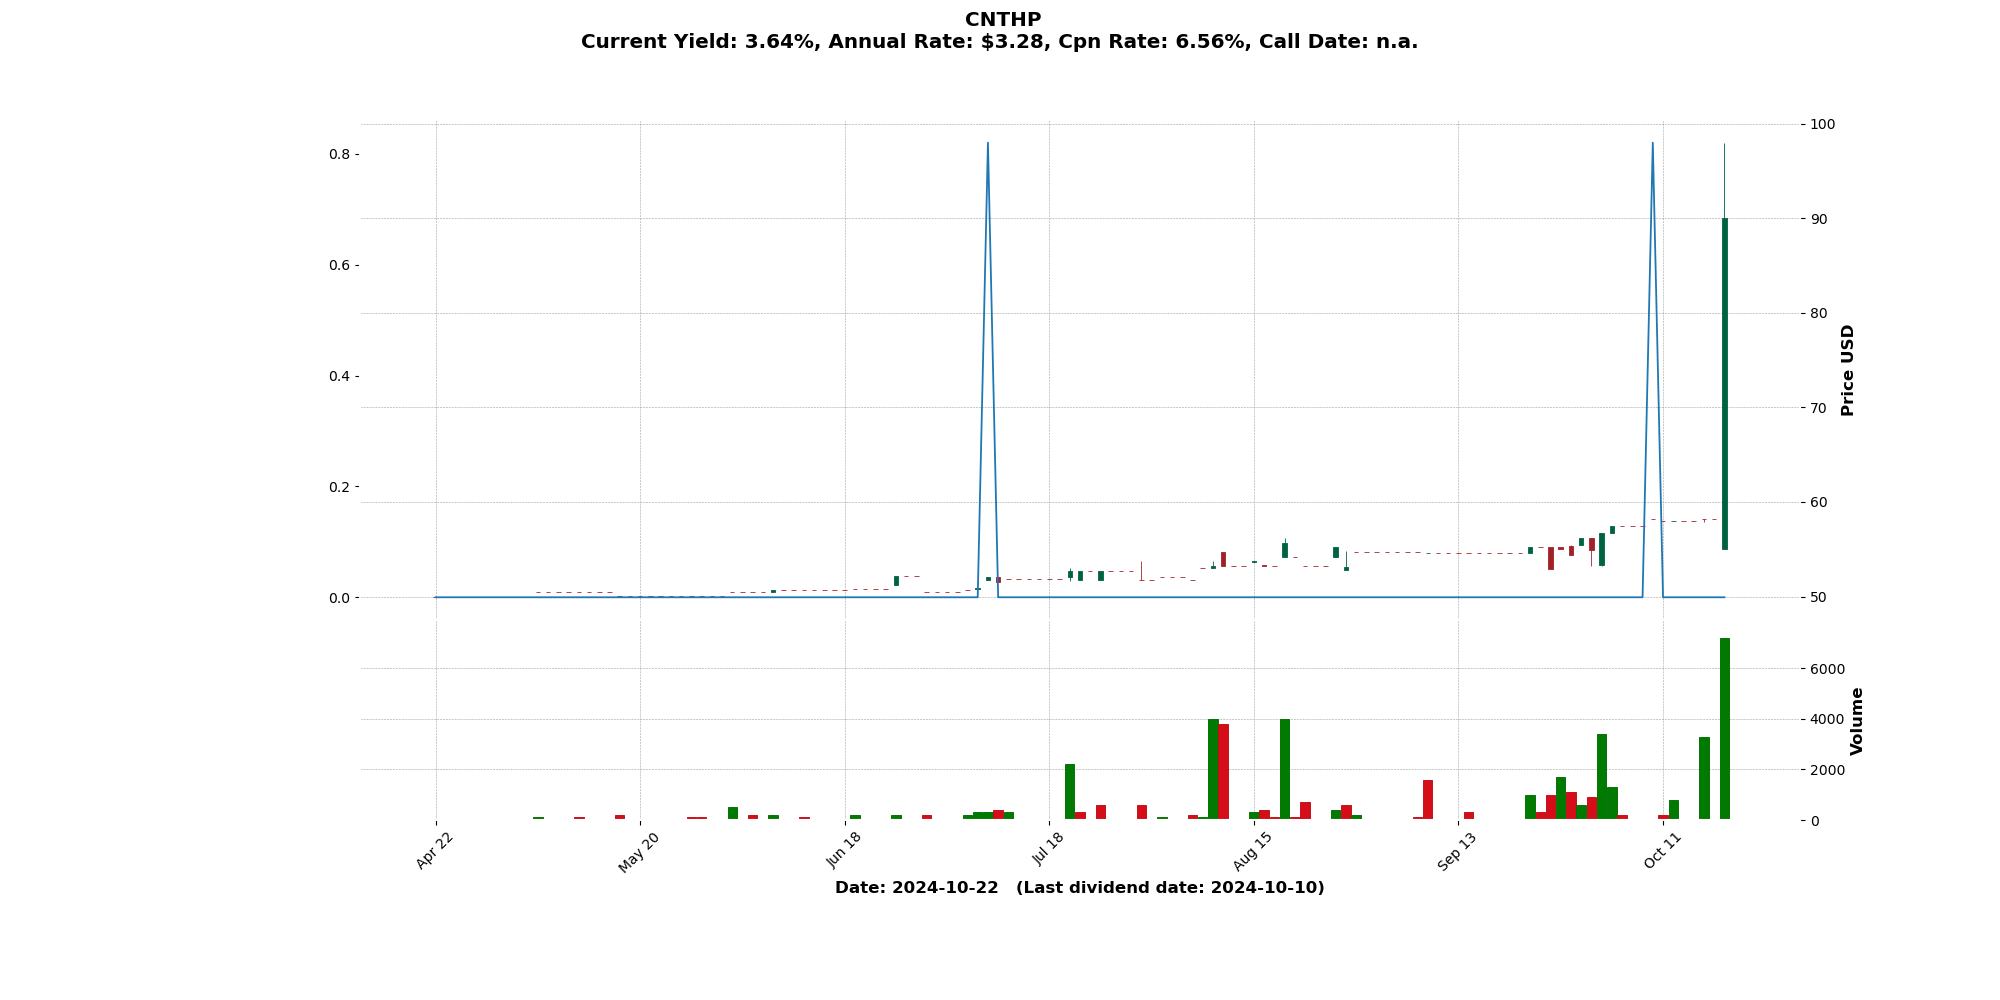 CNTHP
Current Yield: 3.64%, Annual Rate: $3.28, Cpn Rate: 6.56%, Call Date: n.a.
0.8
0.6
0.4
0.2
0.0
100
90
80
70
60
50
Price USD
6000
4000
2000
0
Volume
Apr 22
May 20
Jun 18
Jul 18
Aug 15
Sep 13
Oct 11
Date: 2024-10-22   (Last dividend date: 2024-10-10)